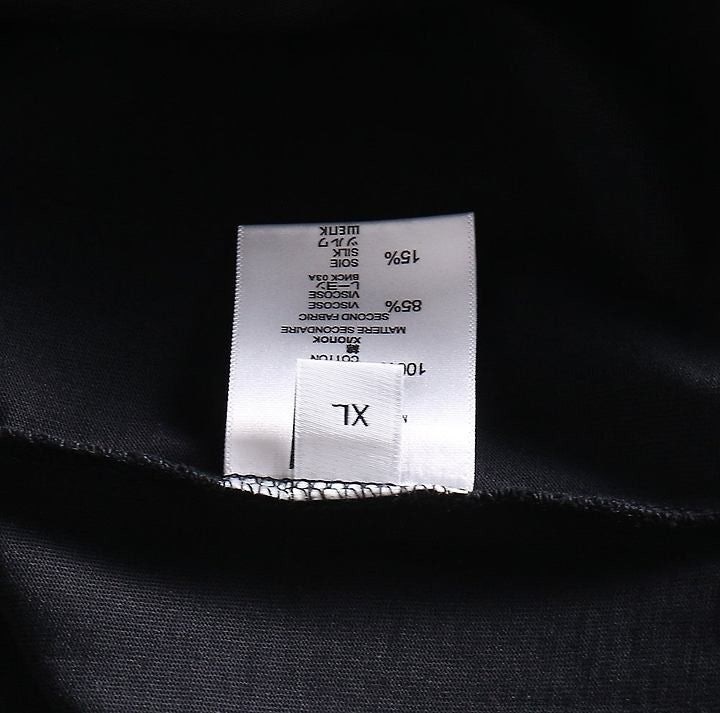 XL
100%
COTTON
綿
ХЛОПОК
MATIERE SECONDAIRE
SECOND FABRIC
85% VISCOSE
VISCOSE
レーヨン
ВИСКОЗА
15% SOIE
SILK
シルク
ШЕЛК